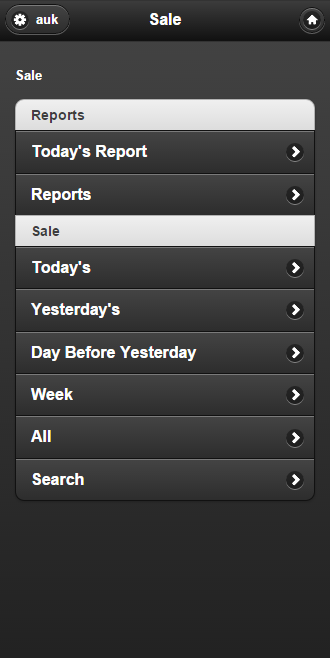 auk
Sale
Sale
Reports
Today's Report
Reports
Sale
Today's
Yesterday's
Day Before Yesterday
Week
All
Search